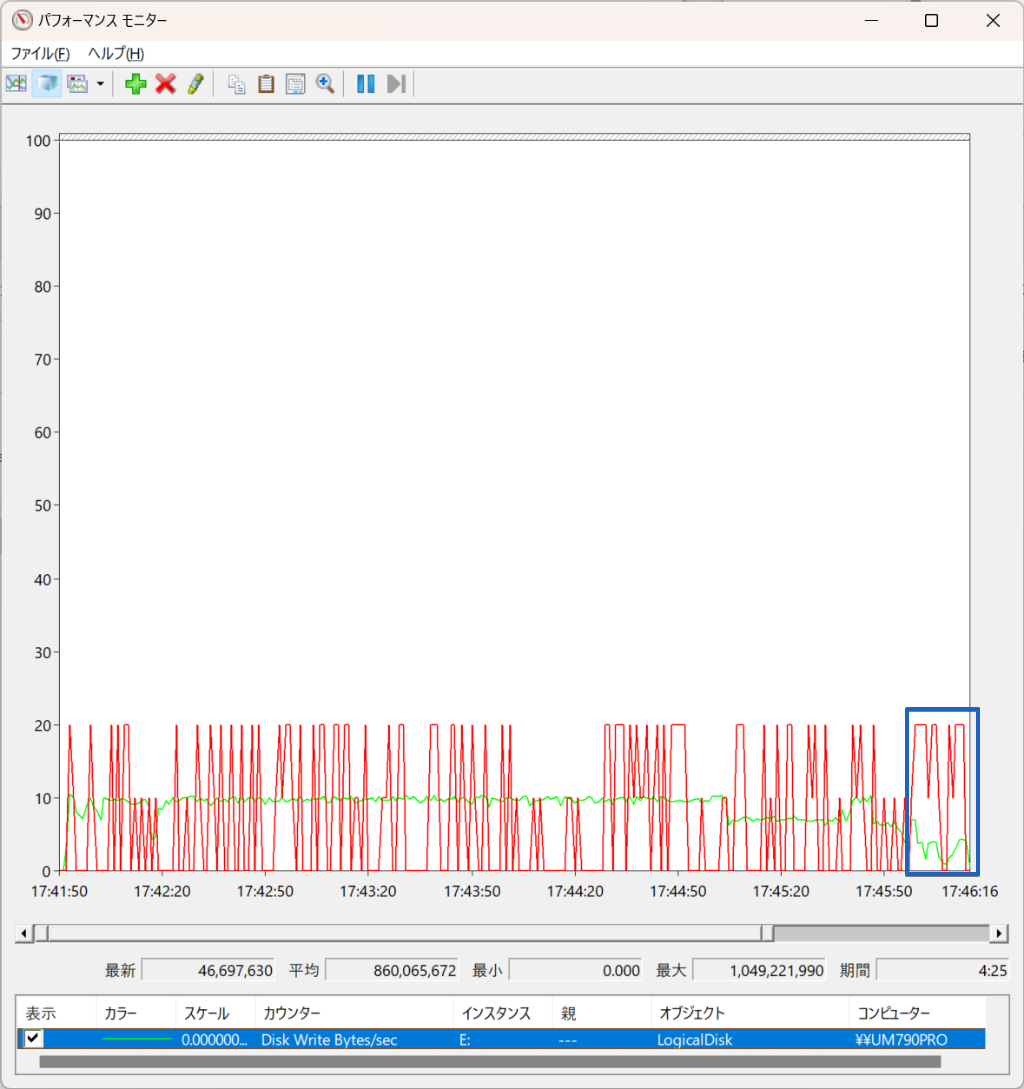 パフォーマンス モニター
ファイル(F) ヘルプ(H)
100
90
80
70
60
50
40
30
20
10
0
17:41:50 17:42:20 17:42:50 17:43:20 17:43:50 17:44:20 17:44:50 17:45:20 17:45:50 17:46:16
最新 46,697,630 平均 860,065,672 最小 0.000 最大 1,049,221,990 期間 4:25
表示 カラー スケール カウンター インスタンス 親 オブジェクト コンピューター
0.000000... Disk Write Bytes/sec E: --- LogicalDisk ¥¥UM790PRO